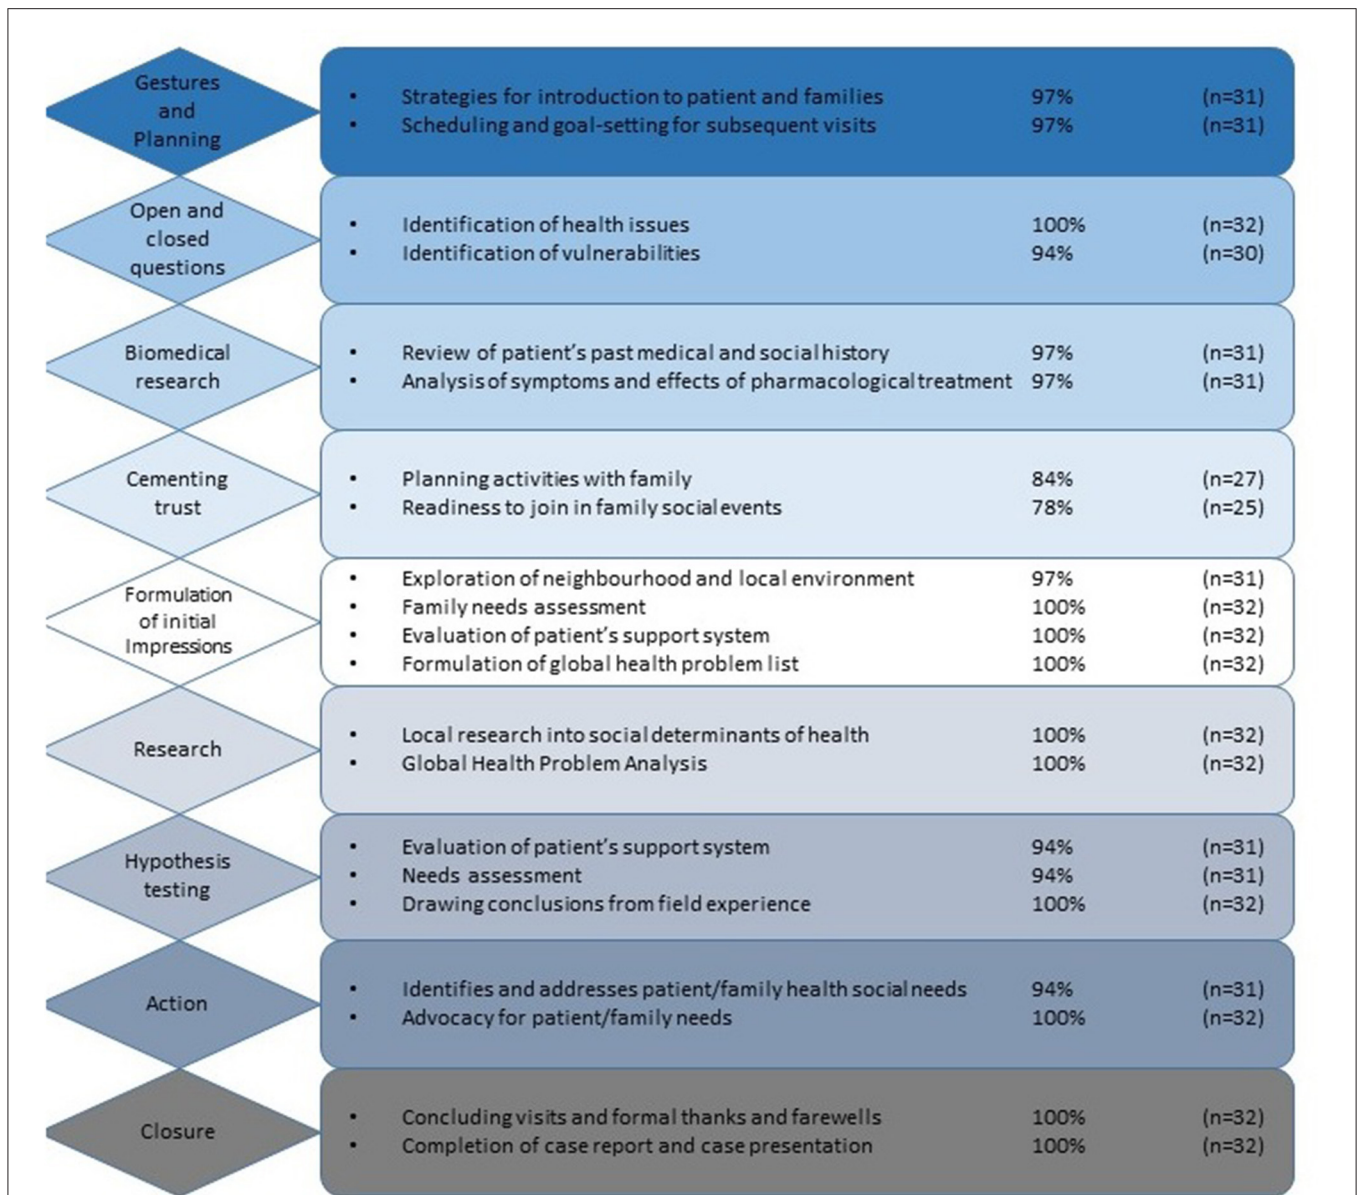 Gestures
and
Planning
• Strategies for introduction to patient and families 97% (n=31)
• Scheduling and goal-setting for subsequent visits 97% (n=31)
Open and
closed
questions
• Identification of health issues 100% (n=32)
• Identification of vulnerabilities 94% (n=30)
Biomedical
research
• Review of patient's past medical and social history 97% (n=31)
• Analysis of symptoms and effects of pharmacological treatment 97% (n=31)
Cementing
trust
• Planning activities with family 84% (n=27)
• Readiness to join in family social events 78% (n=25)
Formulation
of initial
Impressions
• Exploration of neighbourhood and local environment 97% (n=31)
• Family needs assessment 100% (n=32)
• Evaluation of patient's support system 100% (n=32)
• Formulation of global health problem list 100% (n=32)
Research
• Local research into social determinants of health 100% (n=32)
• Global Health Problem Analysis 100% (n=32)
Hypothesis
testing
• Evaluation of patient's support system 94% (n=31)
• Needs assessment 94% (n=31)
• Drawing conclusions from field experience 100% (n=32)
Action
• Identifies and addresses patient/family health social needs 94% (n=31)
• Advocacy for patient/family needs 100% (n=32)
Closure
• Concluding visits and formal thanks and farewells 100% (n=32)
• Completion of case report and case presentation 100% (n=32)